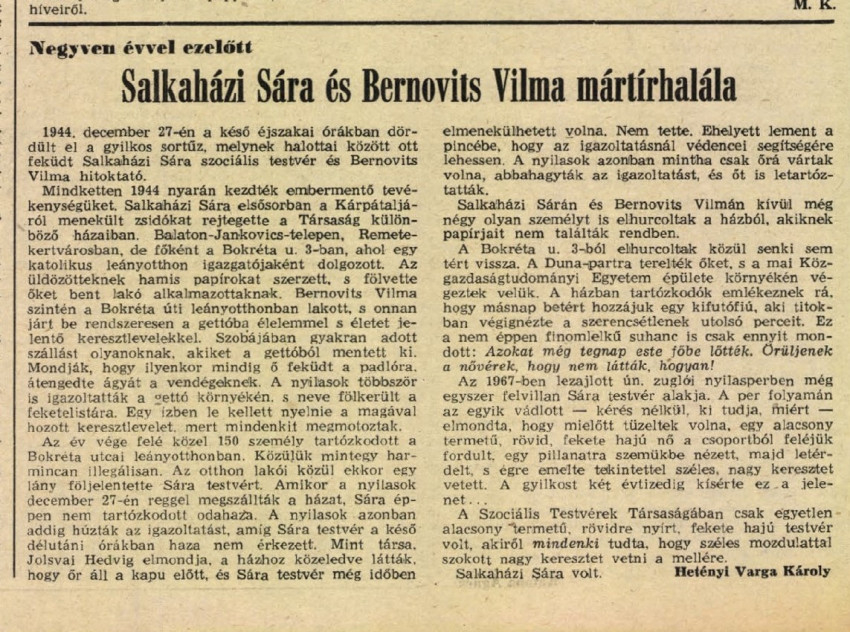 híveiről.
M. K.
Negyven évvel ezelőtt
Salkaházi Sára és Bernovits Vilma mártírhalála
1944. december 27-én a késő éjszakai órákban dör-
dült el a gyilkos sortűz, melynek halottai között ott
feküdt Salkaházi Sára szociális testvér és Bernovits
Vilma hitoktató.
Mindketten 1944 nyarán kezdték embermentő tevé-
kenységüket. Salkaházi Sára elsősorban a Kárpátaljá-
ról menekült zsidókat rejtegette a Társaság külön-
böző házaiban. Balaton-Jankovics-telepen, Remete-
kertvárosban, de főként a Bokréta u. 3-ban, ahol egy
katolikus leányotthon igazgatójaként dolgozott. Az
üldözötteknek hamis papírokat szerzett, s fölvette
őket bent lakó alkalmazottaknak. Bernovits Vilma
szintén a Bokréta úti leányotthonban lakott, s onnan
járt be rendszeresen a gettóba élelemmel s életet je-
lentő keresztlevelekkel. Szobájában gyakran adott
szállást olyanoknak, akiket a gettóból mentett ki.
Mondják, hogy ilyenkor mindig ő feküdt a padlóra,
átengedte ágyát a vendégeknek. A nyilasok többször
is igazoltatták a gettó környékén, s neve fölkerült a
feketelistára. Egy ízben le kellett nyelnie a magával
hozott keresztlevelet, mert mindenkit megmotoztak.
Az év vége felé közel 150 személy tartózkodott a
Bokréta utcai leányotthonban. Közülük mintegy har-
mincan illegálisan. Az otthon lakói közül ekkor egy
lány följelentette Sára testvért. Amikor a nyilasok
december 27-én reggel megszállták a házat, Sára ép-
pen nem tartózkodott odahaza. A nyilasok azonban
addig húzták az igazoltatást, amíg Sára testvér a késő
délutáni órákban haza nem érkezett. Mint társa,
Jolsvai Hedvig elmondja, a házhoz közeledve látták,
hogy őr áll a kapu előtt, és Sára testvér még időben
elmenekülhetett volna. Nem tette. Ehelyett lement a
pincébe, hogy az igazoltatásnál védencei segítségére
lehessen. A nyilasok azonban mintha csak őrá vártak
volna, abbahagyták az igazoltatást, és őt is letartóz-
tatták.
Salkaházi Sárán és Bernovits Vilmán kívül még
négy olyan személyt is elhurcoltak a házból, akiknek
papírjait nem találták rendben.
A Bokréta u. 3-ból elhurcoltak közül senki sem
tért vissza. A Duna-partra terelték őket, s a mai Köz-
gazdaságtudományi Egyetem épülete környékén vé-
geztek velük. A házban tartózkodók emlékeznek rá,
hogy másnap betért hozzájuk egy kifutófiú, aki titok-
ban végignézte a szerencsétlenek utolsó perceit. Ez
a nem éppen finomlelkű suhanc is csak ennyit mon-
dott: Azokat még tegnap este főbe lőtték. Örüljenek
a nővérek, hogy nem látták, hogyan!
Az 1967-ben lezajlott ún. zuglói nyilasperben még
egyszer felvillan Sára testvér alakja. A per folyamán
az egyik vádlott — kérés nélkül, ki tudja, miért —
elmondta, hogy mielőtt tüzeltek volna, egy alacsony
termetű, rövid, fekete hajú nő a csoportból feléjük
fordult, egy pillanatra szemükbe nézett, majd letér-
delt, s égre emelte tekintettel széles, nagy keresztet
vetett. A gyilkost két évtizedig kísérte ez a jele-
net...
A Szociális Testvérek Társaságában csak egyetlen
alacsony termetű, rövidre nyírt, fekete hajú testvér
volt, akiről mindenki tudta, hogy széles mozdulattal
szokott nagy keresztet vetni a mellére.
Salkaházi Sára volt.
Hetényi Varga Károly